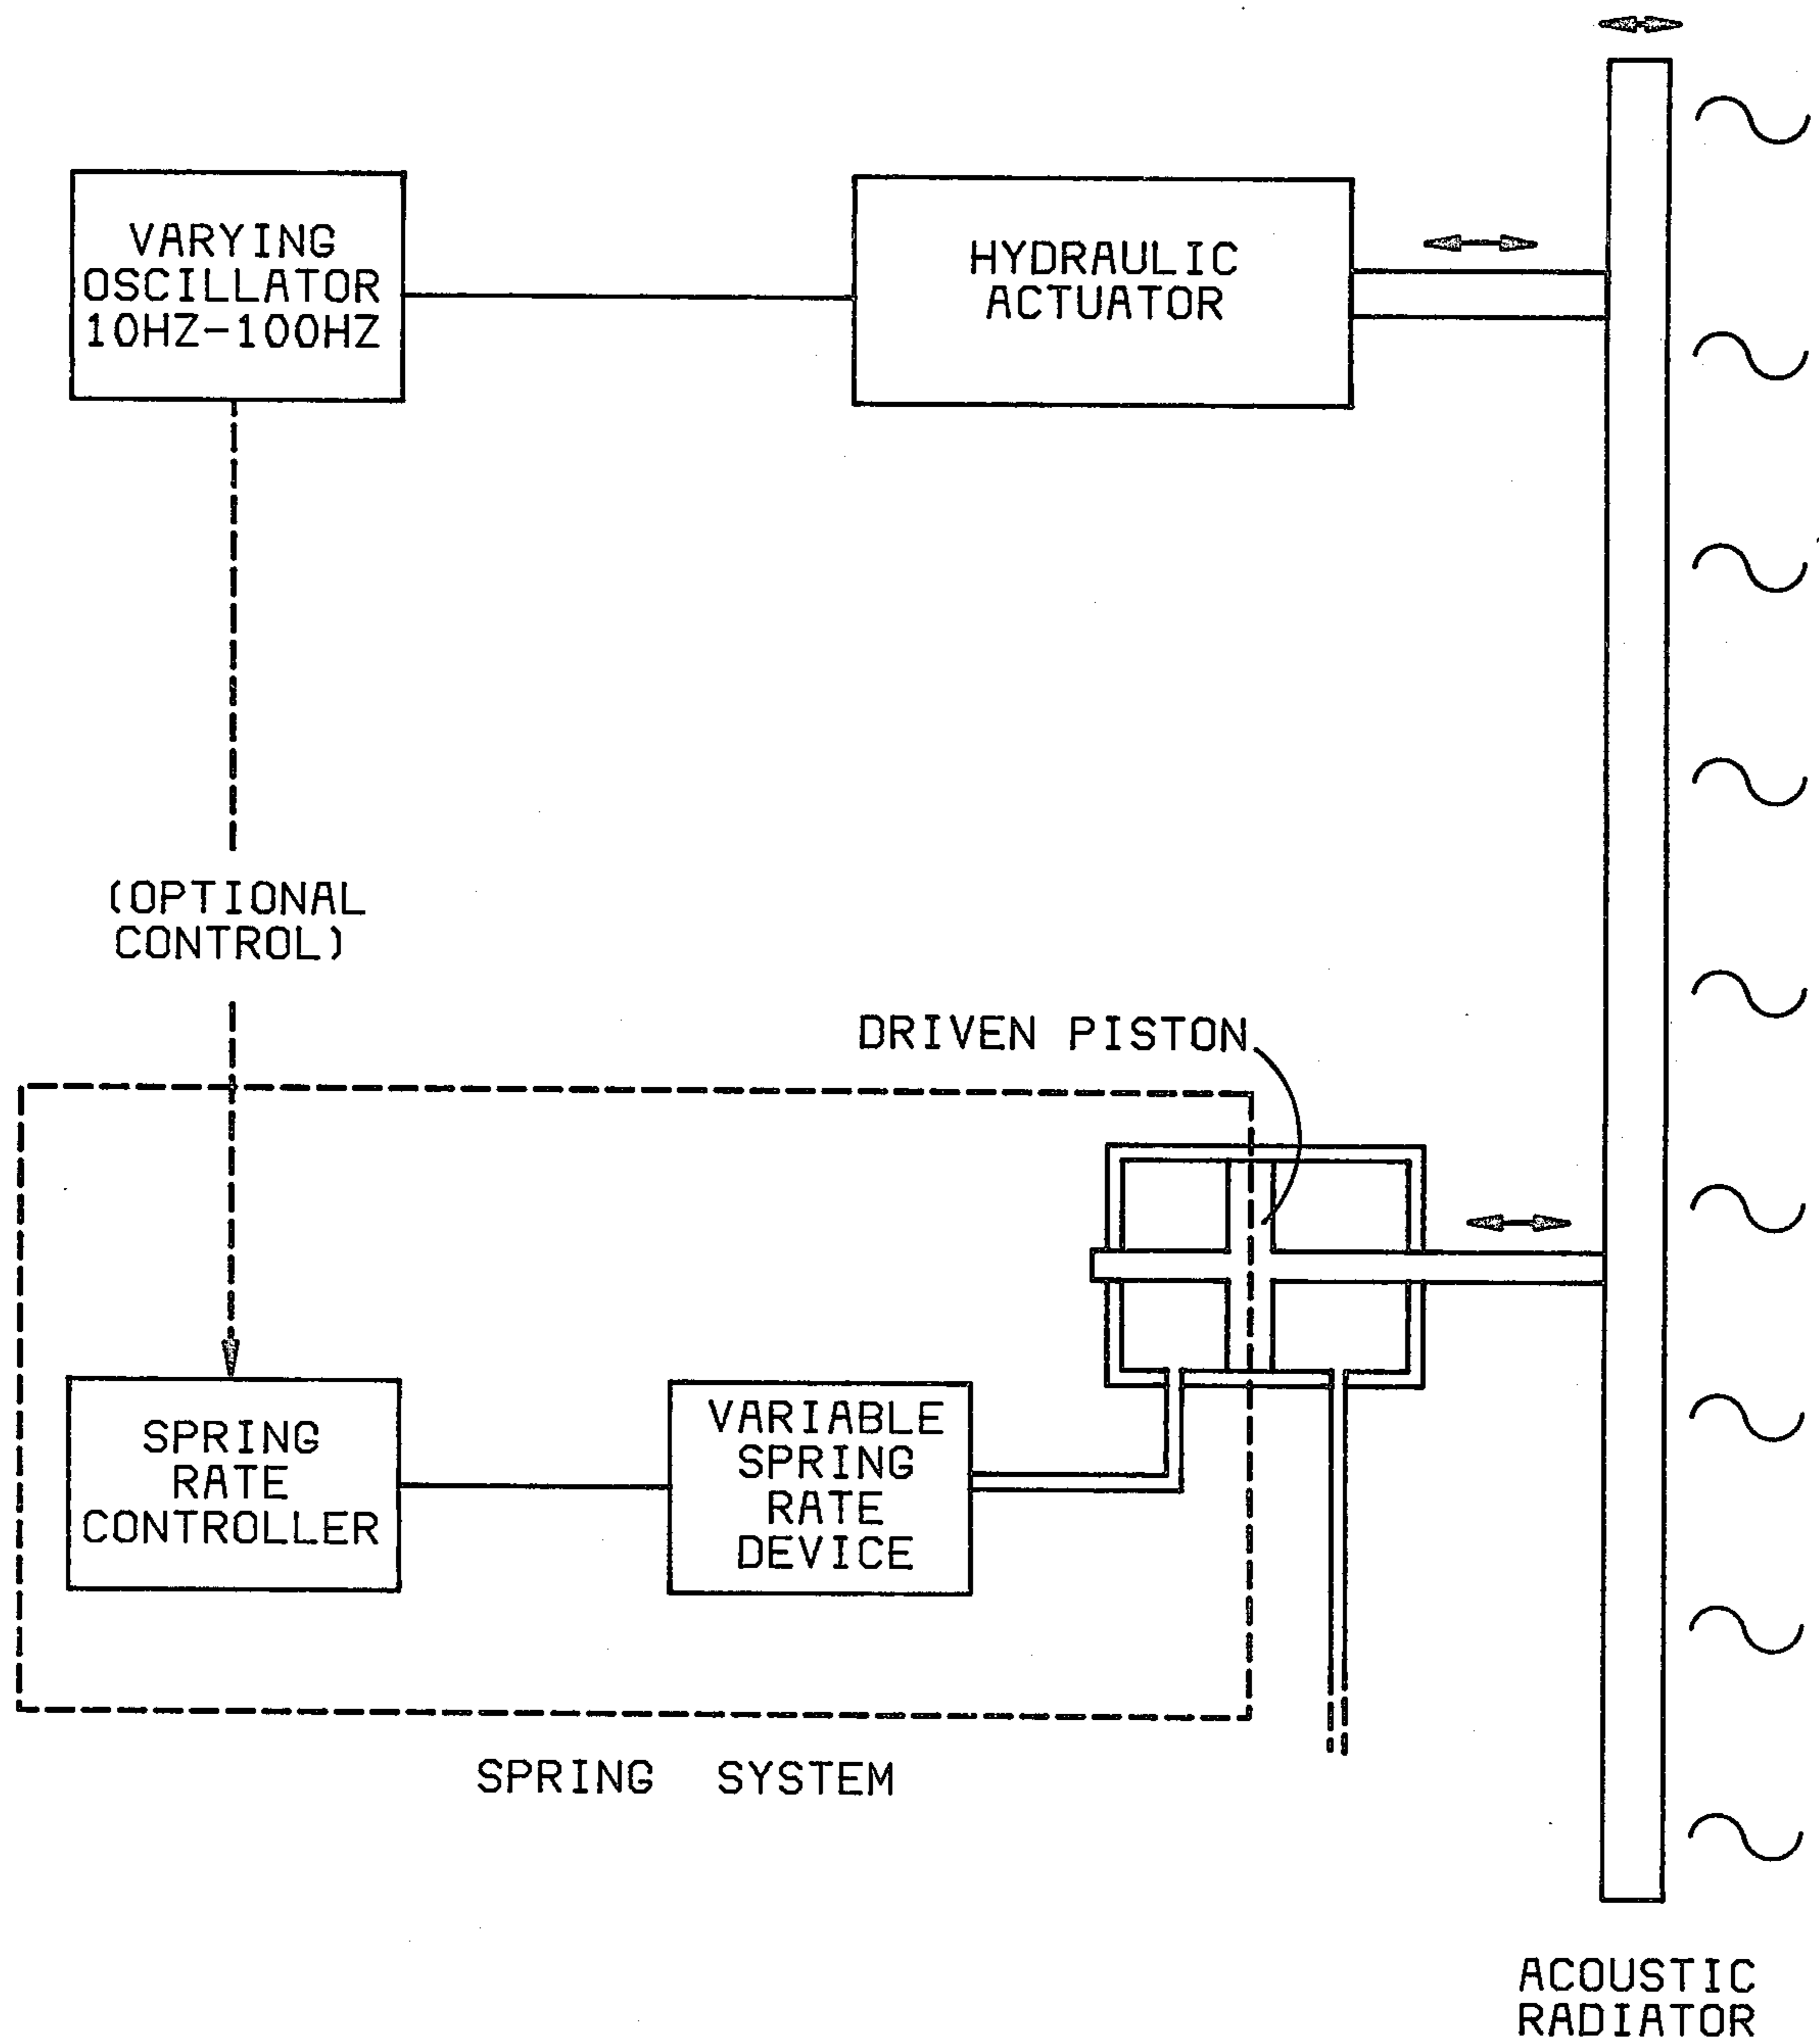 VARYING
OSCILLATOR
10HZ-100HZ
HYDRAULIC
ACTUATOR
(OPTIONAL
CONTROL)
DRIVEN PISTON
SPRING
RATE
CONTROLLER
VARIABLE
SPRING
RATE
DEVICE
SPRING SYSTEM
ACOUSTIC
RADIATOR